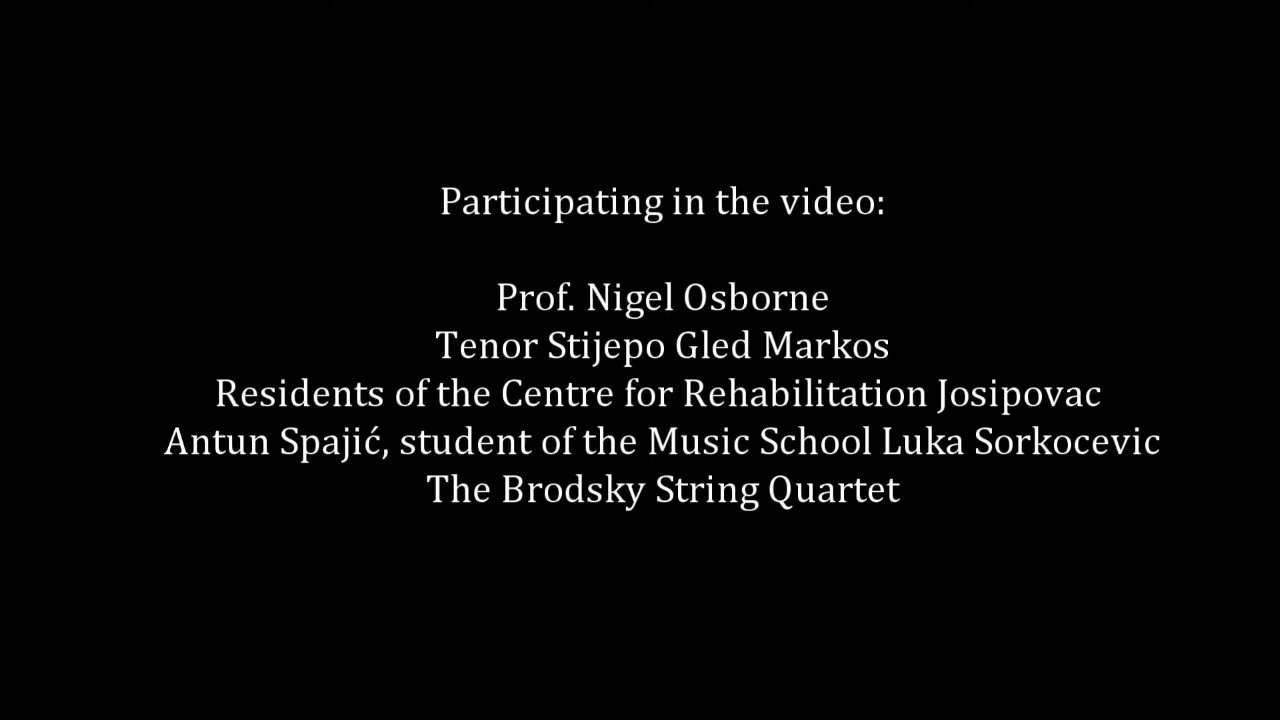 Participating in the video:
Prof. Nigel Osborne
Tenor Stijepo Gled Markos
Residents of the Centre for Rehabilitation Josipovac
Antun Spajić, student of the Music School Luka Sorkocevic
The Brodsky String Quartet